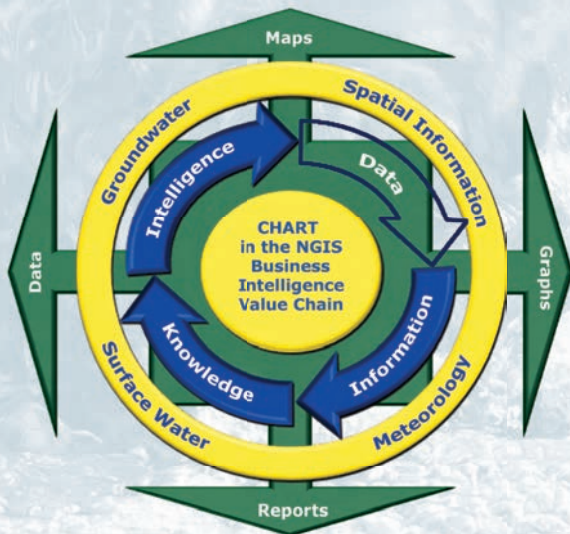 Maps
Groundwater
Spatial Information
Intelligence
Data
CHART
in the NGIS
Business
Intelligence
Value Chain
Data
Graphs
Knowledge
Information
Surface Water
Meteorology
Reports